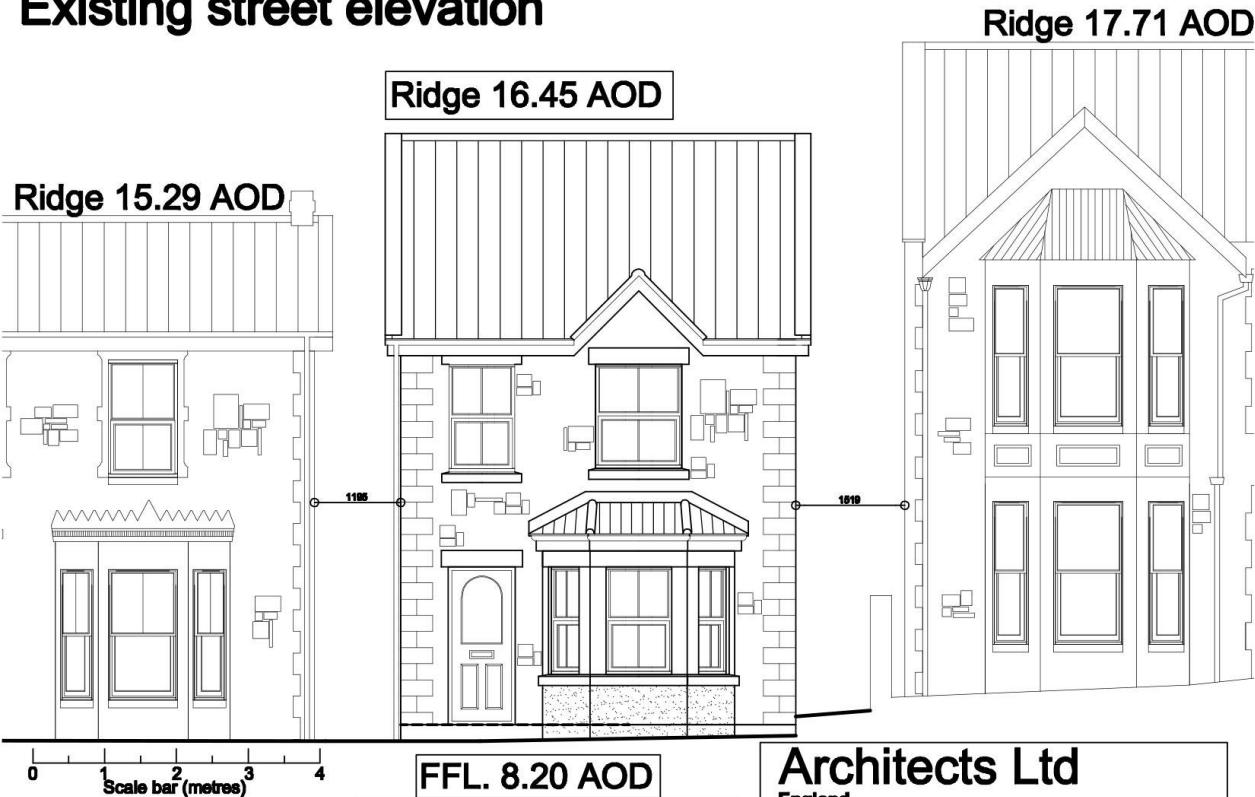 Existing street elevation
Ridge 17.71 AOD
Ridge 16.45 AOD
Ridge 15.29 AOD
1195
1519
0 1 2 3 4
Scale bar (metres)
FFL. 8.20 AOD
Architects Ltd
England